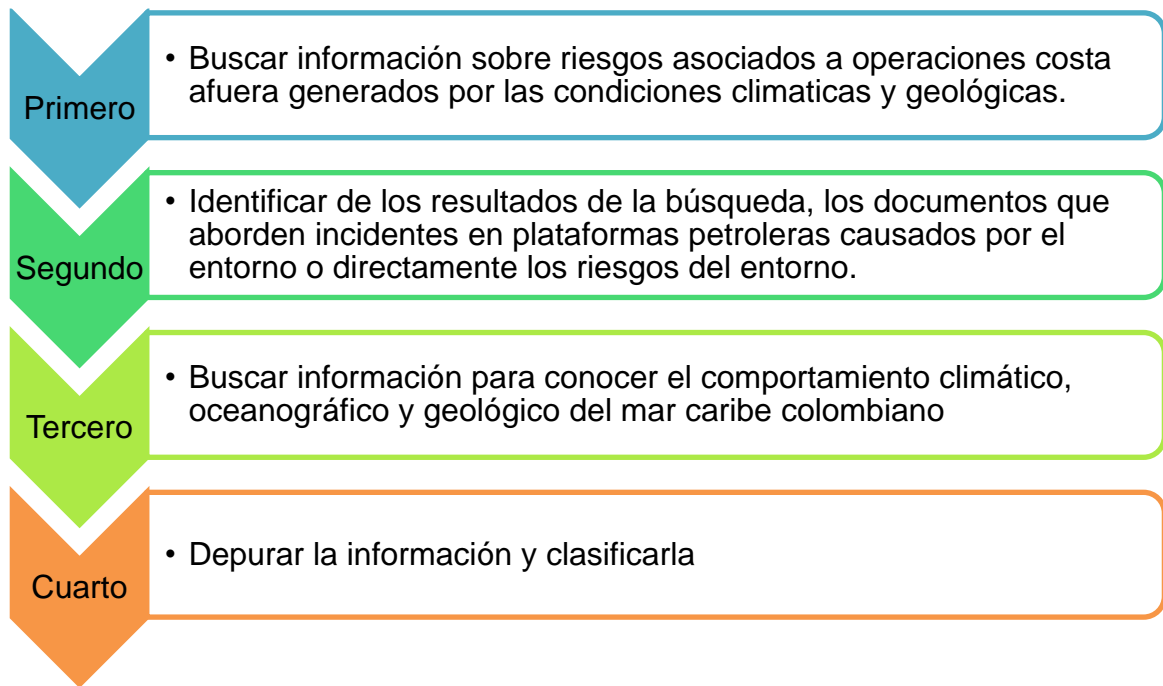 Primero
• Buscar información sobre riesgos asociados a operaciones costa
afuera generados por las condiciones climaticas y geológicas.
Segundo
• Identificar de los resultados de la búsqueda, los documentos que
aborden incidentes en plataformas petroleras causados por el
entorno o directamente los riesgos del entorno.
Tercero
• Buscar información para conocer el comportamiento climático,
oceanográfico y geológico del mar caribe colombiano
Cuarto
• Depurar la información y clasificarla